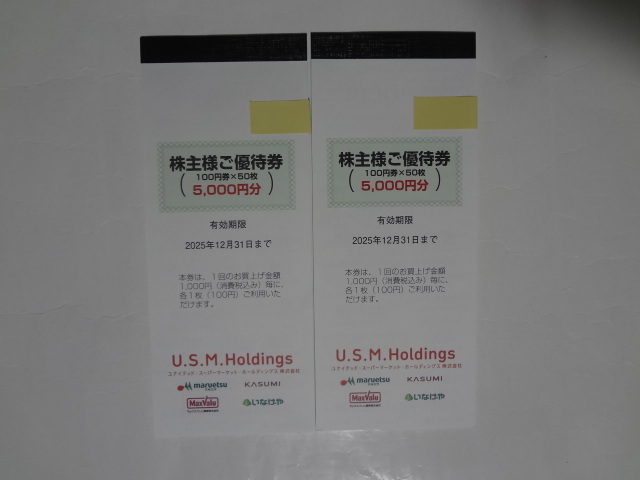 株主様ご優待券
(100円券×50枚
5,000円分)
有効期限
2025年12月31日まで
本券は、1回のお買上げ金額
1,000円(消費税込み)毎に、
各1枚(100円)ご利用いた
だけます。
U.S.M.Holdings
ユナイテッド・スーパーマーケット・ホールディングス株式会社
maruetsu KASUMI
MaxValu いなげや
株主様ご優待券
(100円券×50枚
5,000円分)
有効期限
2025年12月31日まで
本券は、1回のお買上げ金額
1,000円(消費税込み)毎に、
各1枚(100円)ご利用いた
だけます。
U.S.M.Holdings
ユナイテッド・スーパーマーケット・ホールディングス株式会社
maruetsu KASUMI
MaxValu いなげや